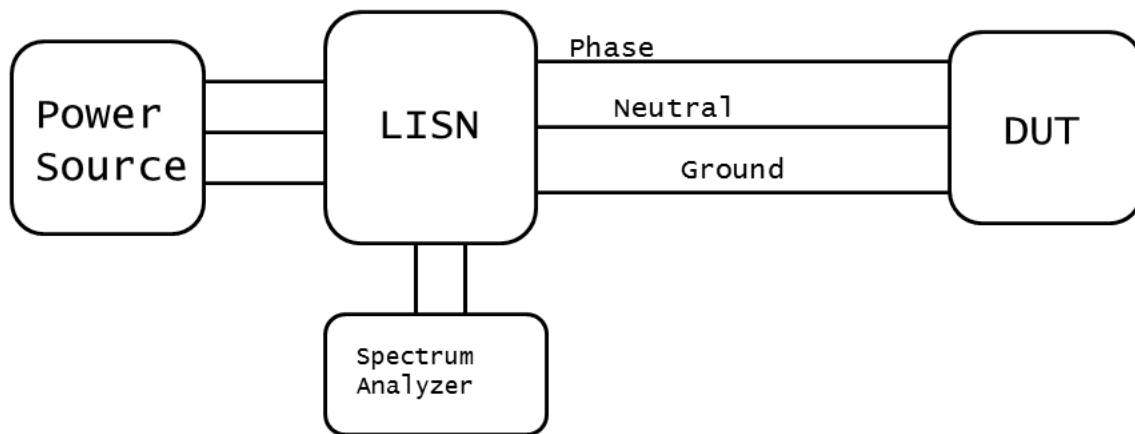 Power
Source
LISN
Phase
Neutral
Ground
DUT
Spectrum
Analyzer